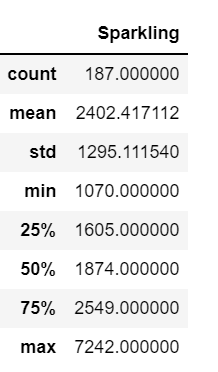 Sparkling
count 187.000000
mean 2402.417112
std 1295.111540
min 1070.000000
25% 1605.000000
50% 1874.000000
75% 2549.000000
max 7242.000000